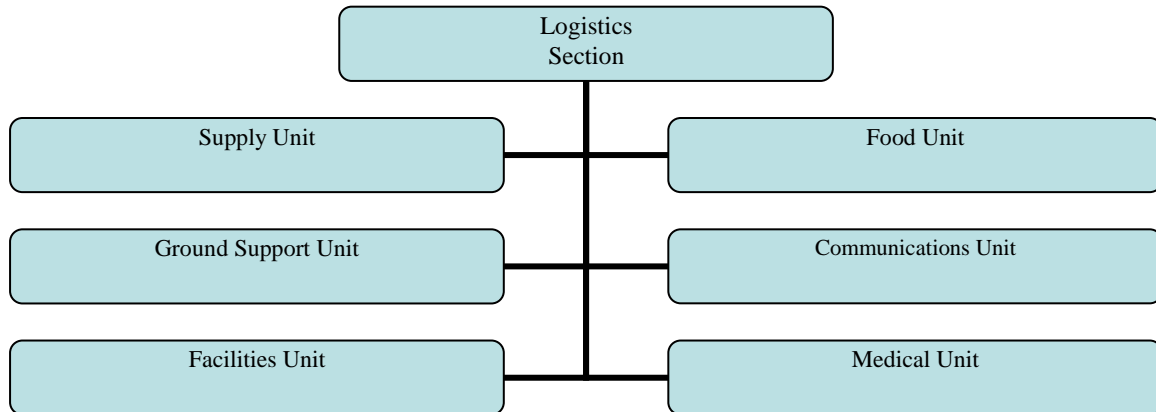 Logistics
Section
Supply Unit
Food Unit
Ground Support Unit
Communications Unit
Facilities Unit
Medical Unit